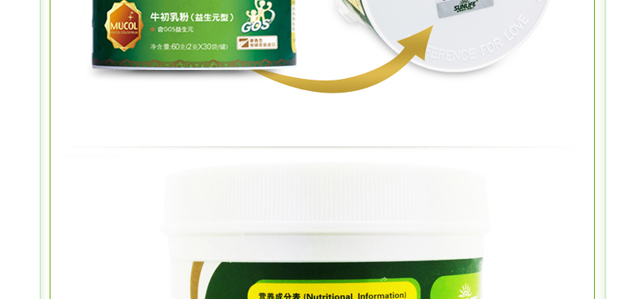 MUCOL
牛初乳粉（益生元型）
含GOS益生元
GOS
净含量:60克(2克X30袋/罐)
SUNLIFE
REFERENCE FOR LOVE
营养成分表 (Nutritional Information)